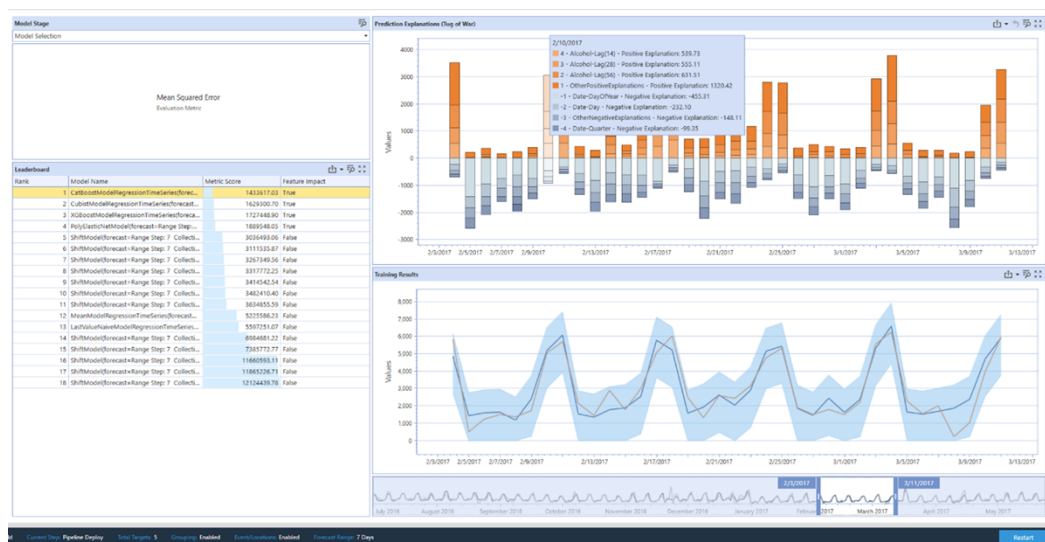 Model Stage
Model Selection
Mean Squared Error
Evaluation Metric
Leaderboard
Rank Model Name Metric Score Feature Impact
1 CatBoostModelRegressionTimeSeries(forec... 1433617.03 True
2 CubistModelRegressionTimeSeries(forecast... 1629300.70 True
3 XGBoostModelRegressionTimeSeries(foreca... 1727448.90 True
4 PolyElasticNetModel(forecast=Range Step:... 1889548.05 True
5 ShiftModel(forecast=Range Step: 7 Collecti... 3036493.06 False
6 ShiftModel(forecast=Range Step: 7 Collecti... 3111535.87 False
7 ShiftModel(forecast=Range Step: 7 Collecti... 3267349.56 False
8 ShiftModel(forecast=Range Step: 7 Collecti... 3317772.25 False
9 ShiftModel(forecast=Range Step: 7 Collecti... 3414542.54 False
10 ShiftModel(forecast=Range Step: 7 Collecti... 3482410.40 False
11 ShiftModel(forecast=Range Step: 7 Collecti... 3634855.59 False
12 MeanModelRegressionTimeSeries(forecast... 5225586.23 False
13 LastValueNaiveModelRegressionTimeSeries... 5597251.07 False
14 ShiftModel(forecast=Range Step: 7 Collecti... 6984681.22 False
15 ShiftModel(forecast=Range Step: 7 Collecti... 7385772.77 False
16 ShiftModel(forecast=Range Step: 7 Collecti... 11660593.11 False
17 ShiftModel(forecast=Range Step: 7 Collecti... 11865226.71 False
18 ShiftModel(forecast=Range Step: 7 Collecti... 12124439.78 False
Prediction Explanations (Tug of War)
2/10/2017
4 - Alcohol-Lag(14) - Positive Explanation: 539.73
3 - Alcohol-Lag(28) - Positive Explanation: 555.11
2 - Alcohol-Lag(56) - Positive Explanation: 631.51
1 - OtherPositiveExplanations - Positive Explanation: 1320.42
-1 - Date-DayOfYear - Negative Explanation: -455.31
-2 - Date-Day - Negative Explanation: -232.10
-3 - OtherNegativeExplanations - Negative Explanation: -148.11
-4 - Date-Quarter - Negative Explanation: -99.35
Values
4000
3000
2000
1000
0
-1000
-2000
-3000
2/3/2017 2/5/2017 2/7/2017 2/9/2017 2/13/2017 2/17/2017 2/21/2017 2/25/2017 3/1/2017 3/5/2017 3/9/2017 3/13/2017
Training Results
Values
8,000
7,000
6,000
5,000
4,000
3,000
2,000
1,000
0
2/3/2017 2/5/2017 2/7/2017 2/9/2017 2/13/2017 2/17/2017 2/21/2017 2/25/2017 3/1/2017 3/5/2017 3/9/2017 3/13/2017
2/3/2017 3/11/2017
July 2016 August 2016 September 2016 October 2016 November 2016 December 2016 January 2017 2017 March 2017 April 2017 May 2017
Current Step: Pipeline Deploy Total Targets: 5 Grouping: Enabled Event/Locations: Enabled Forecast Range: 7 Days Restart